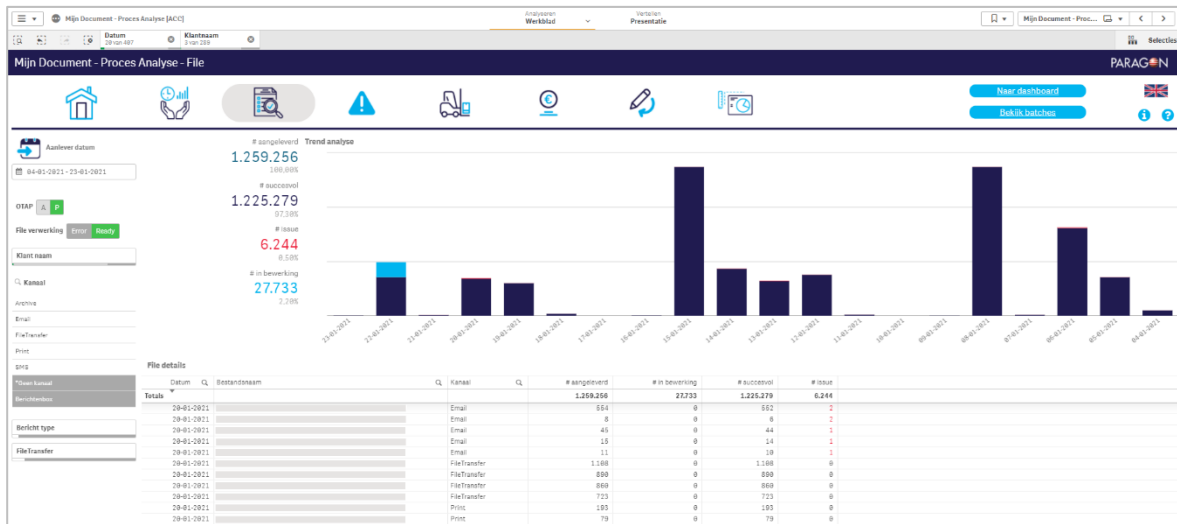 Mijn Document - Proces Analyse [ACC]
Analyseren
Werkblad
Vertellen
Presentatie
Mijn Document - Proc...
Datum
20 van 407
Klantnaam
3 van 289
Selecties
Mijn Document - Proces Analyse - File
PARAGON
Naar dashboard
Bekijk batches
Aanlever datum
04-01-2021 - 23-01-2021
OTAP A P
File verwerking Error Ready
Klant naam
Kanaal
Archive
Email
FileTransfer
Print
SMS
*Geen kanaal
Berichtenbox
Bericht type
FileTransfer
# aangeleverd
1.259.256
100,00%
# succesvol
1.225.279
97,30%
# issue
6.244
0,50%
# in bewerking
27.733
2,20%
Trend analyse
23-01-2021 22-01-2021 21-01-2021 20-01-2021 19-01-2021 18-01-2021 17-01-2021 16-01-2021 15-01-2021 14-01-2021 13-01-2021 12-01-2021 11-01-2021 10-01-2021 09-01-2021 08-01-2021 07-01-2021 06-01-2021 05-01-2021 04-01-2021
File details
Datum Bestandsnaam Kanaal # aangeleverd # in bewerking # succesvol # issue
Totals 1.259.256 27.733 1.225.279 6.244
20-01-2021 Email 554 0 552 2
20-01-2021 Email 8 0 6 2
20-01-2021 Email 45 0 44 1
20-01-2021 Email 15 0 14 1
20-01-2021 Email 11 0 10 1
20-01-2021 FileTransfer 1.108 0 1.108 0
20-01-2021 FileTransfer 890 0 890 0
20-01-2021 FileTransfer 860 0 860 0
20-01-2021 FileTransfer 723 0 723 0
20-01-2021 Print 193 0 193 0
20-01-2021 Print 79 0 79 0